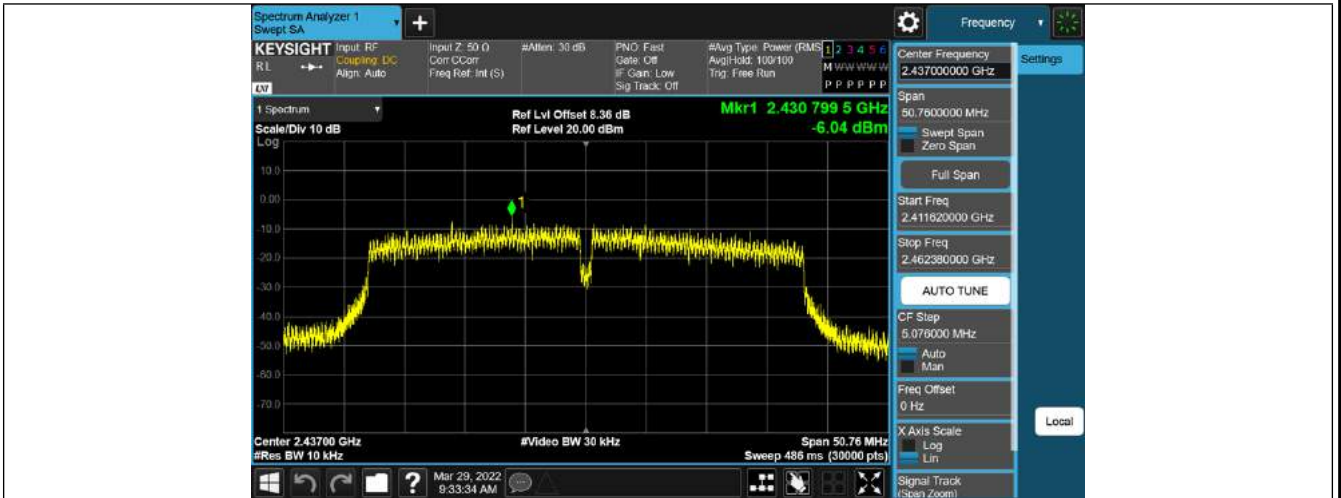 Spectrum Analyzer 1
Swept SA
+
Frequency
KEYSIGHT
RL
LXI
Input: RF
Coupling: DC
Align: Auto
Input Z: 50 Ω
Corr CCorr
Freq Ref: Int (S)
#Atten: 30 dB
PNO: Fast
Gate: Off
IF Gain: Low
Sig Track: Off
#Avg Type: Power (RMS
Avg|Hold: 100/100
Trig: Free Run
1 2 3 4 5 6
M W W W W W
P P P P P P
1 Spectrum
Scale/Div 10 dB
Ref Lvl Offset 8.36 dB
Ref Level 20.00 dBm
Mkr1 2.430 799 5 GHz
-6.04 dBm
Log
10.0
0.00
-10.0
-20.0
-30.0
-40.0
-50.0
-60.0
-70.0
1
Center 2.43700 GHz
#Res BW 10 kHz
#Video BW 30 kHz
Span 50.76 MHz
Sweep 486 ms (30000 pts)
Center Frequency
2.437000000 GHz
Span
50.7600000 MHz
Swept Span
Zero Span
Full Span
Start Freq
2.411620000 GHz
Stop Freq
2.462380000 GHz
AUTO TUNE
CF Step
5.076000 MHz
Auto
Man
Freq Offset
0 Hz
X Axis Scale
Log
Lin
Signal Track
(Span Zoom)
Settings
Local
?
Mar 29, 2022
9:33:34 AM